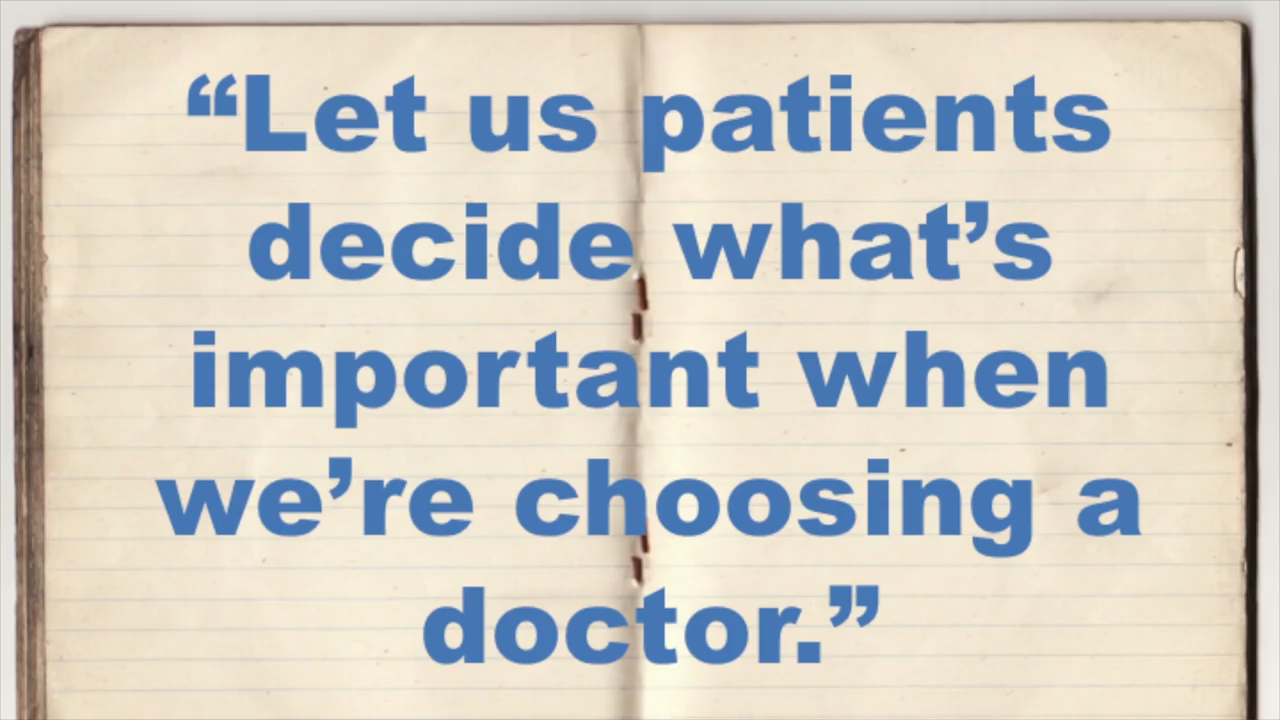 “Let us patients
decide what’s
important when
we’re choosing a
doctor.”